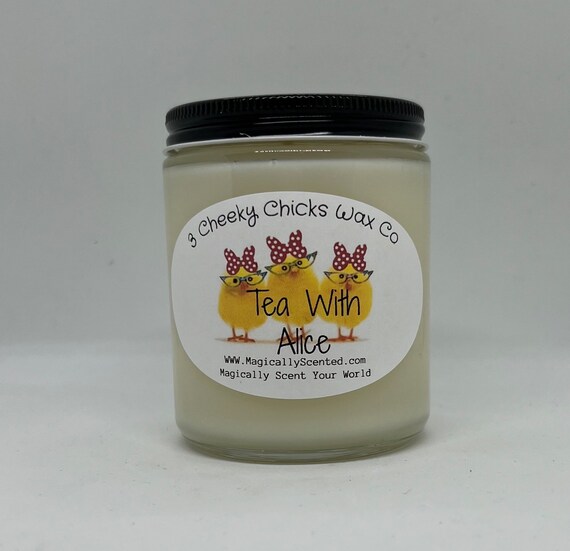 3 Cheeky Chicks Wax Co
Tea With
Alice
www.MagicallyScented.com
Magically Scent Your World